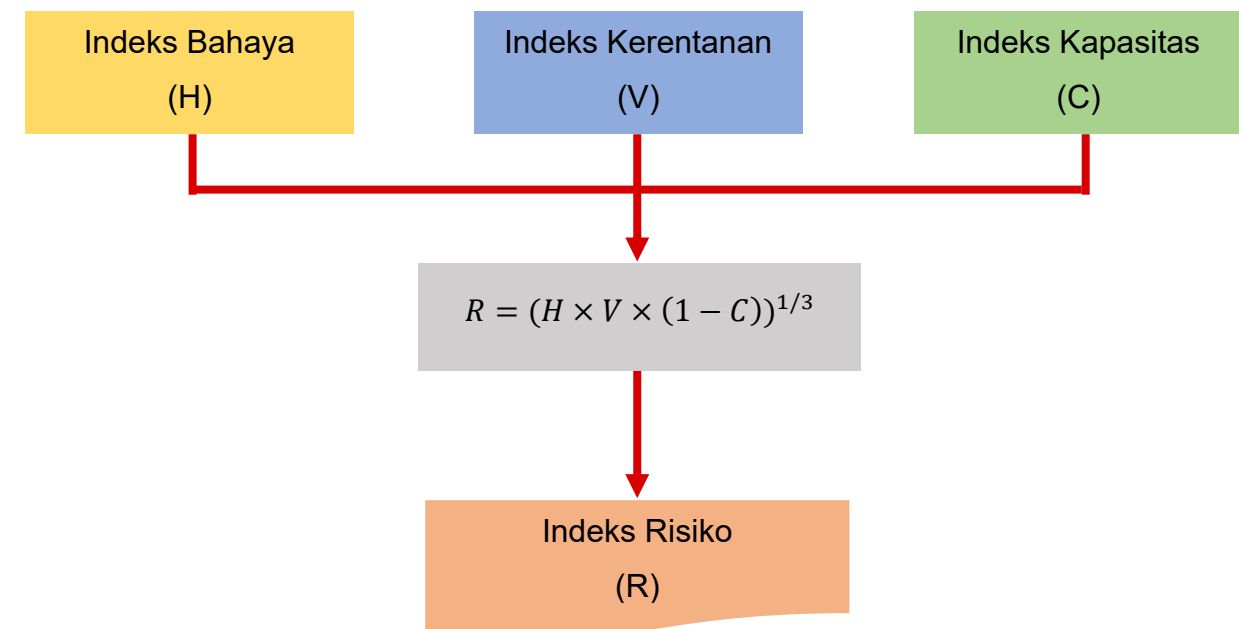 Indeks Bahaya
(H)
Indeks Kerentanan
(V)
Indeks Kapasitas
(C)
𝑅 = (𝐻 × 𝑉 × (1 − 𝐶))^{1/3}
Indeks Risiko
(R)